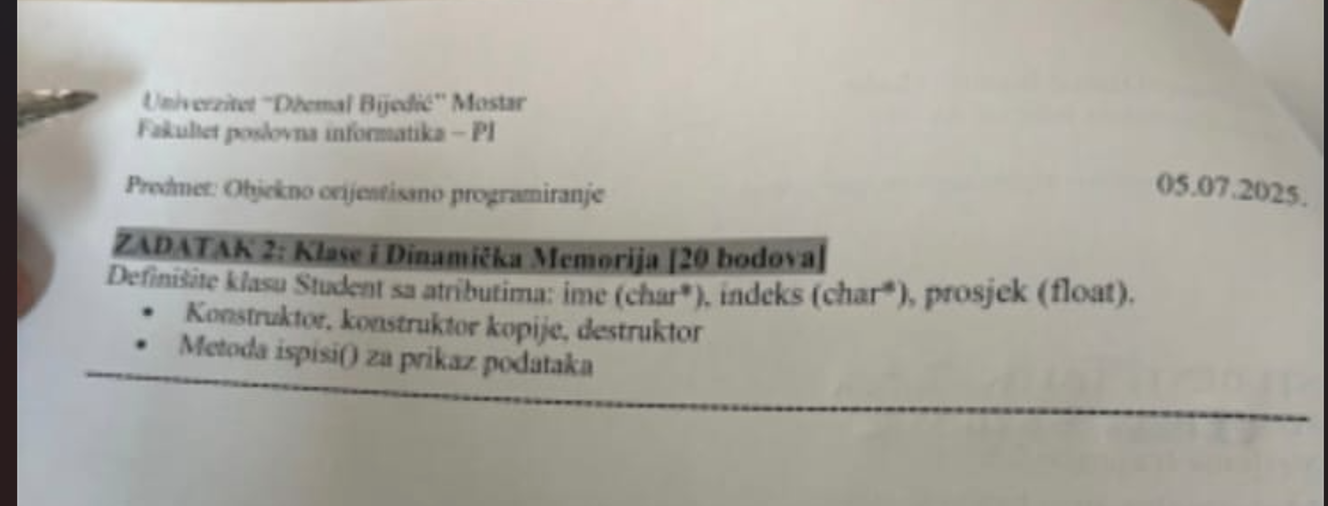 Univerzitet "Džemal Bijedić" Mostar
Fakultet poslovna informatika – PI
Predmet: Objekno orijentisano programiranje
05.07.2025.
ZADATAK 2: Klase i Dinamička Memorija [20 bodova]
Definišite klasu Student sa atributima: ime (char*), indeks (char*), prosjek (float).
• Konstruktor, konstruktor kopije, destruktor
• Metoda ispisi() za prikaz podataka